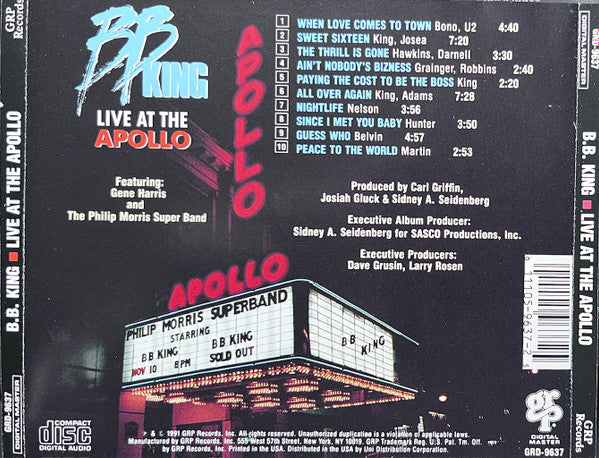 GRP Records
B.B. KING ■ LIVE AT THE APOLLO
DIGITAL MASTER
GRD-9637
BB KING
LIVE AT THE
APOLLO
Featuring:
Gene Harris
and
The Philip Morris Super Band
APOLLO
1 WHEN LOVE COMES TO TOWN Bono, U2 4:40
2 SWEET SIXTEEN King, Josea 7:20
3 THE THRILL IS GONE Hawkins, Darnell 3:30
4 AIN'T NOBODY'S BIZNESS Grainger, Robbins 2:40
5 PAYING THE COST TO BE THE BOSS King 2:20
6 ALL OVER AGAIN King, Adams 7:28
7 NIGHTLIFE Nelson 3:56
8 SINCE I MET YOU BABY Hunter 3:50
9 GUESS WHO Belvin 4:57
10 PEACE TO THE WORLD Martin 2:53
Produced by Carl Griffin,
Josiah Gluck & Sidney A. Seidenberg
Executive Album Producer:
Sidney A. Seidenberg for SASCO Productions, Inc.
Executive Producers:
Dave Grusin, Larry Rosen
APOLLO
PHILIP MORRIS SUPERBAND
STARRING
BB KING BB KING
NOV 10 8PM SOLD OUT
BB KING
11105-9637-2
COMPACT
disc
DIGITAL AUDIO
℗ & © 1991 GRP Records, Inc. All rights reserved. Unauthorized duplication is a violation of applicable laws.
Manufactured by GRP Records, Inc. 555 West 57th Street, New York, NY 10019. GRP Trademark Reg. U.S. Pat. Tm. Off.
by GRP Records, Inc. Printed in USA. Distributed in the USA by Uni Distribution Corporation.
GRP
DIGITAL
MASTER
GRD-9637
GRD-9637
DIGITAL MASTER
B.B. KING ■ LIVE AT THE APOLLO
GRP Records